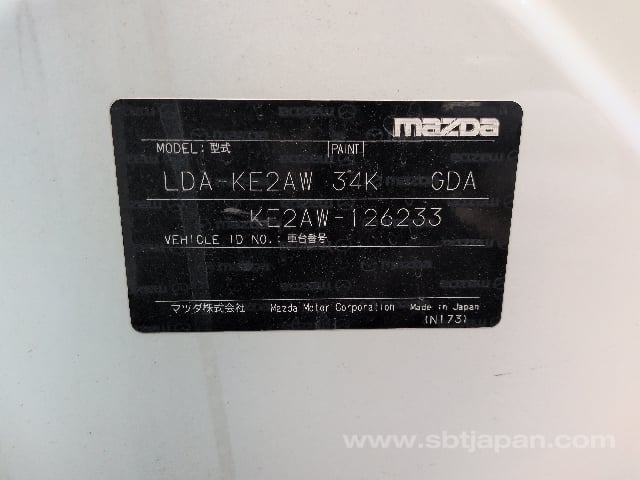 mazda
MODEL: 型式 PAINT
LDA-KE2AW 34K GDA
KE2AW-126233
VEHICLE ID NO.: 車台番号
マツダ株式会社 Mazda Motor Corporation Made in Japan
(N173)
www.sbtjapan.com